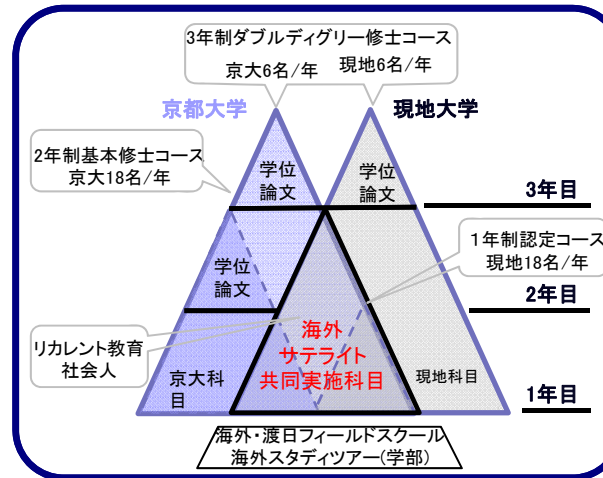 3年制ダブルディグリー修士コース
京大6名/年
現地6名/年
京都大学
現地大学
2年制基本修士コース
京大18名/年
学位
論文
学位
論文
3年目
1年制認定コース
現地18名/年
学位
論文
2年目
リカレント教育
社会人
海外
サテライト
共同実施科目
京大科
目
現地科目
1年目
海外・渡日フィールドスクール
海外スタディツアー(学部)